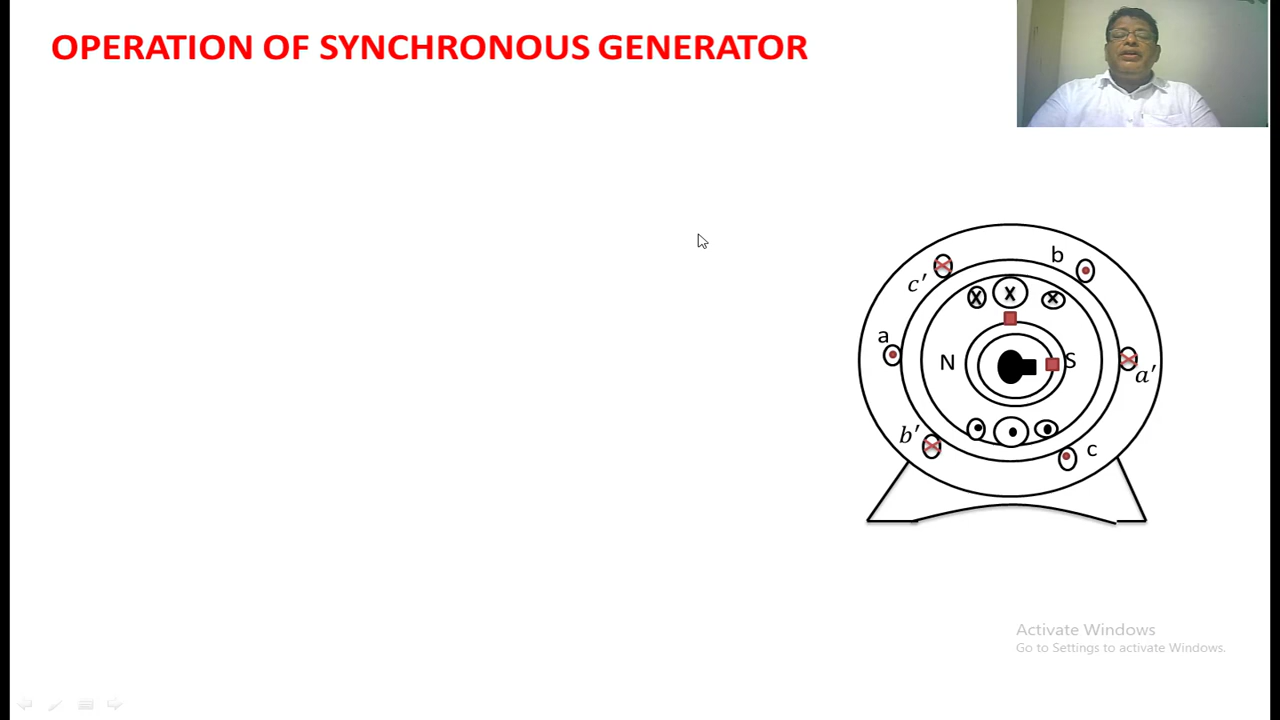 OPERATION OF SYNCHRONOUS GENERATOR
b
c′
X X X
a
N S
a′
b′
c
Activate Windows
Go to Settings to activate Windows.